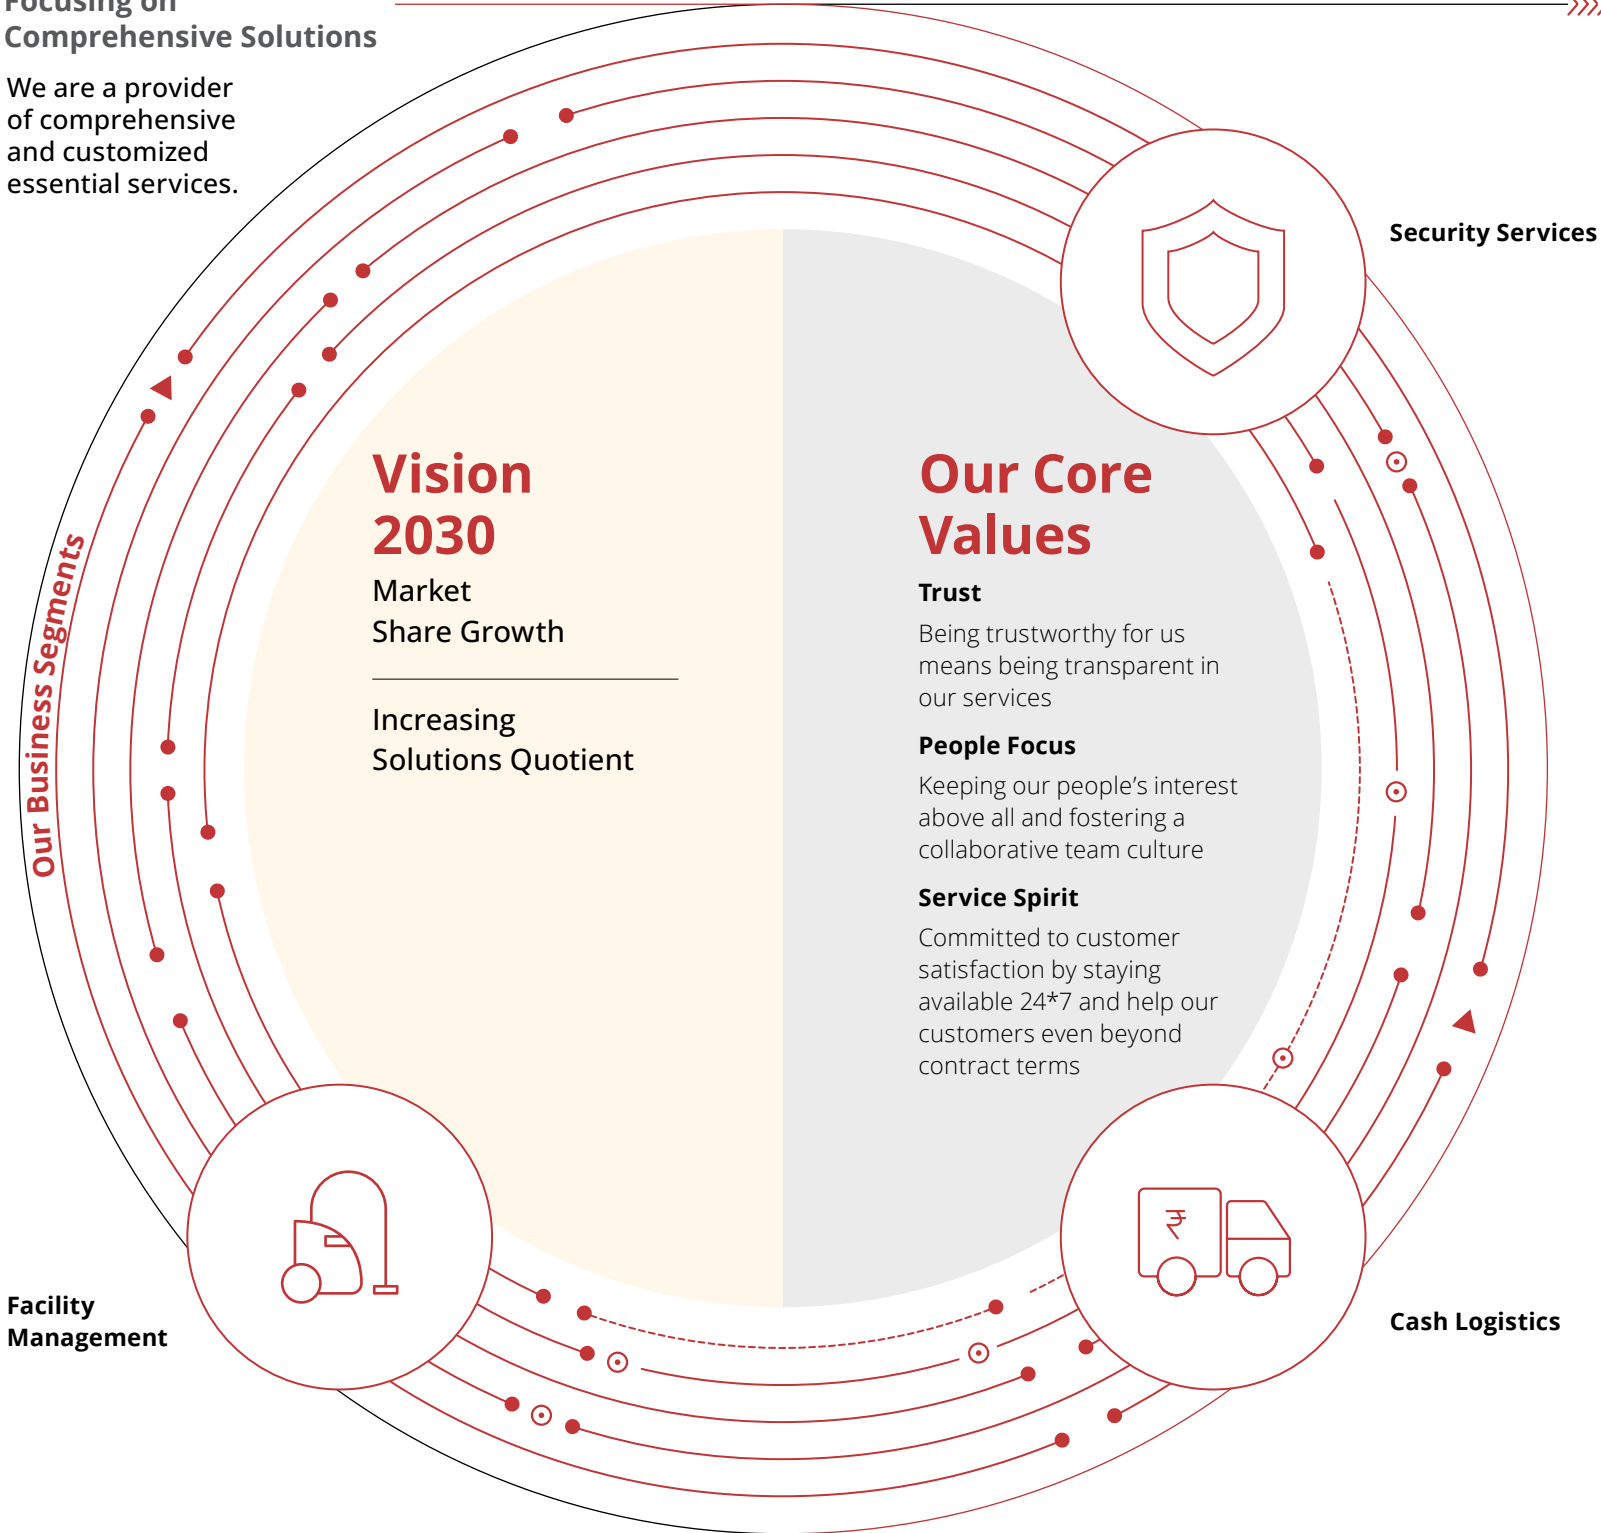 Focusing on
Comprehensive Solutions
We are a provider
of comprehensive
and customized
essential services.
Security Services
Our Business Segments
Vision
2030
Market
Share Growth
Increasing
Solutions Quotient
Our Core
Values
Trust
Being trustworthy for us
means being transparent in
our services
People Focus
Keeping our people’s interest
above all and fostering a
collaborative team culture
Service Spirit
Committed to customer
satisfaction by staying
available 24*7 and help our
customers even beyond
contract terms
₹
Facility
Management
Cash Logistics